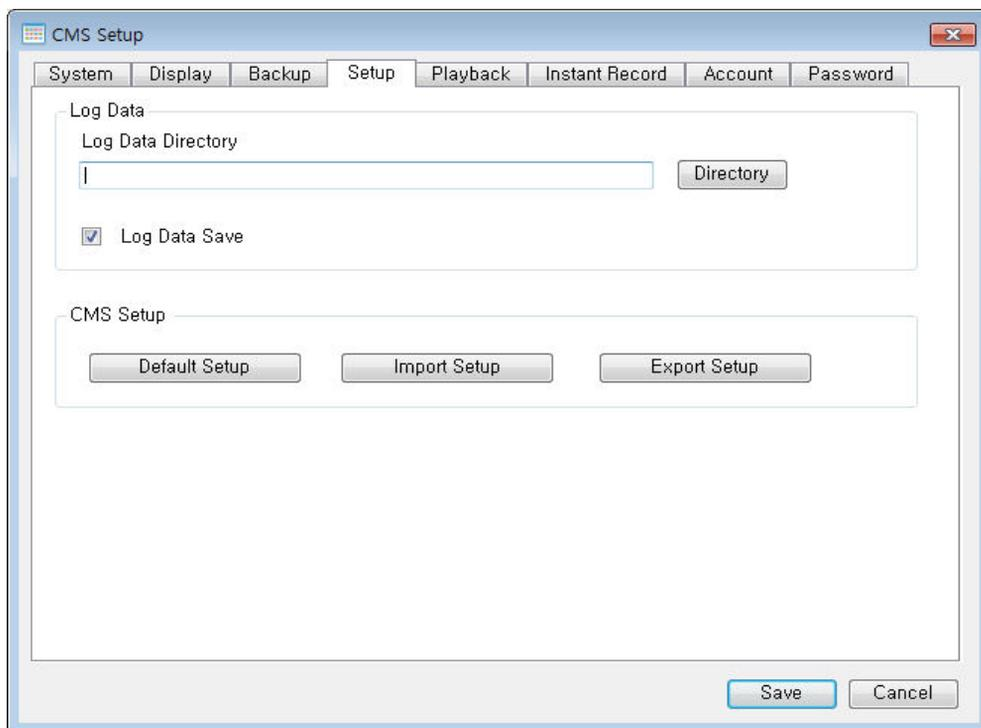 CMS Setup
System Display Backup Setup Playback Instant Record Account Password
Log Data
Log Data Directory
Directory
Log Data Save
CMS Setup
Default Setup Import Setup Export Setup
Save Cancel